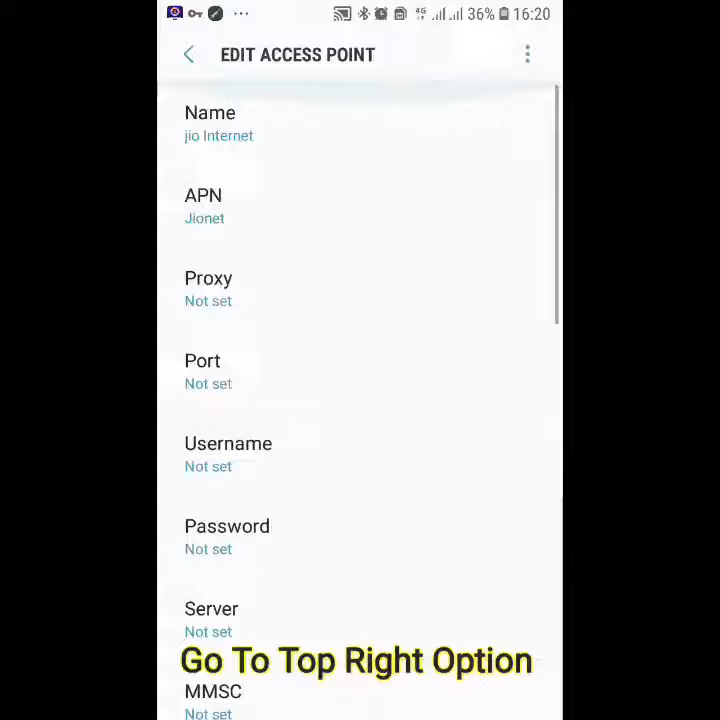 4G 36% 16:20
EDIT ACCESS POINT
Name
jio Internet
APN
Jionet
Proxy
Not set
Port
Not set
Username
Not set
Password
Not set
Server
Not set
Go To Top Right Option
MMSC
Not set